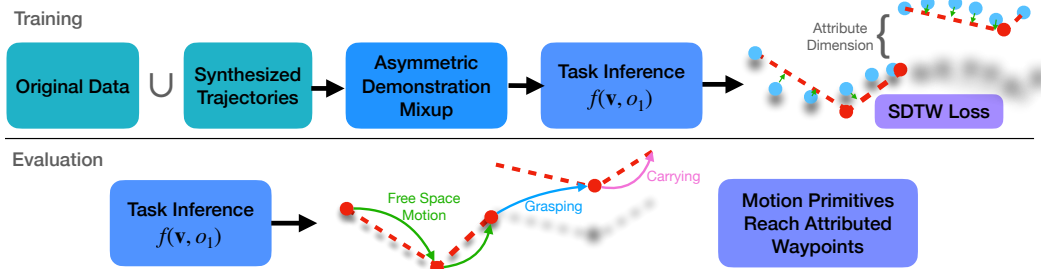 Training
Original Data
∪
Synthesized
Trajectories
Asymmetric
Demonstration
Mixup
Task Inference
f(v, o₁)
Attribute
Dimension
{
SDTW Loss
Evaluation
Task Inference
f(v, o₁)
Free Space
Motion
Grasping
Carrying
Motion Primitives
Reach Attributed
Waypoints